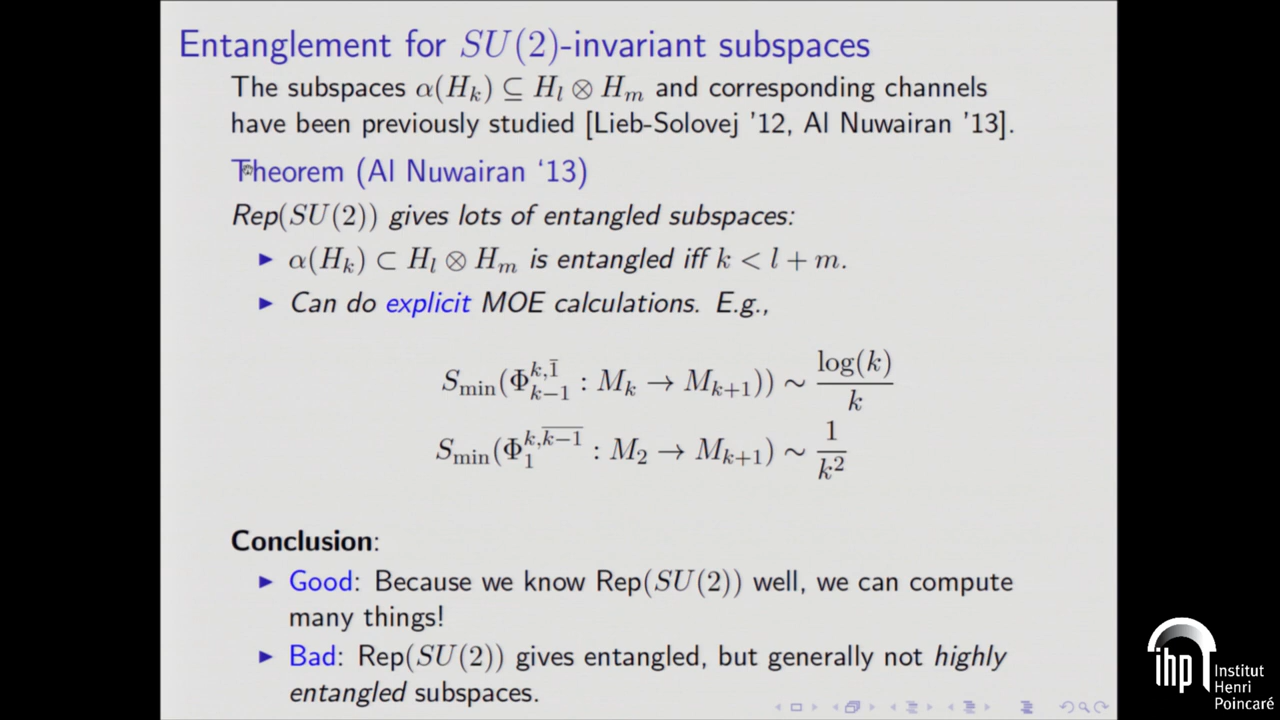 Entanglement for SU(2)-invariant subspaces
The subspaces α(H_k) ⊆ H_l ⊗ H_m and corresponding channels
have been previously studied [Lieb-Solovej '12, Al Nuwairan '13].
Theorem (Al Nuwairan '13)
Rep(SU(2)) gives lots of entangled subspaces:
► α(H_k) ⊂ H_l ⊗ H_m is entangled iff k < l + m.
► Can do explicit MOE calculations. E.g.,
S_min(Φ^{k,\bar{1}}_{k−1} : M_k → M_{k+1})) ∼ \frac{log(k)}{k}
S_min(Φ^{k,\overline{k−1}}_1 : M_2 → M_{k+1}) ∼ \frac{1}{k^2}
Conclusion:
► Good: Because we know Rep(SU(2)) well, we can compute
many things!
► Bad: Rep(SU(2)) gives entangled, but generally not highly
entangled subspaces.
ihp Institut
Henri
Poincaré